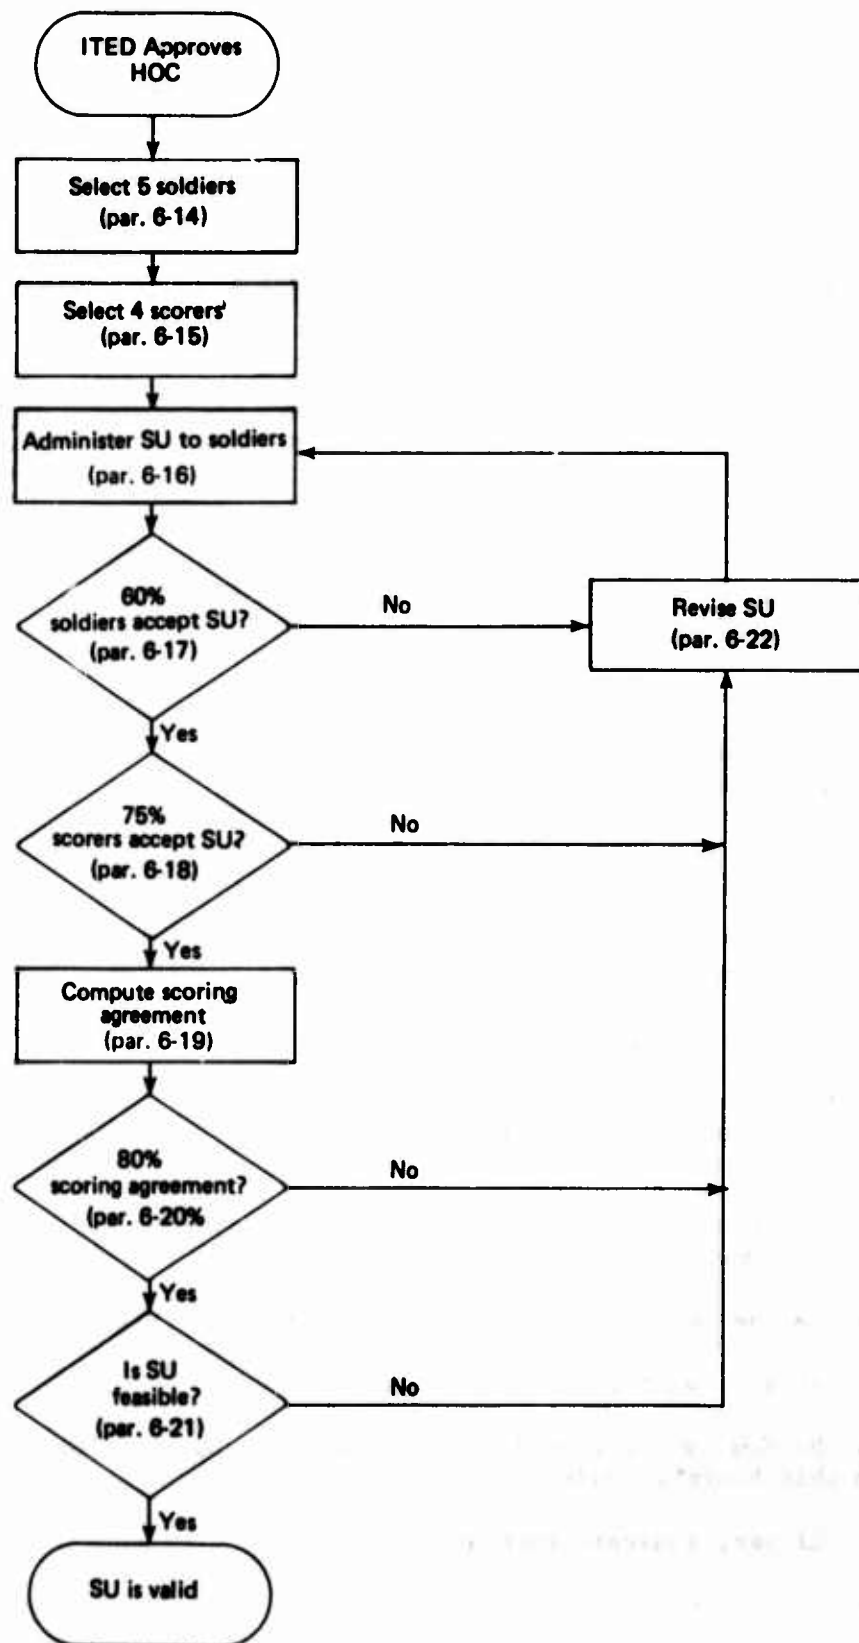 ITED Approves
HOC
Select 5 soldiers
(par. 6-14)
Select 4 scorers'
(par. 6-15)
Administer SU to soldiers
(par. 6-16)
60%
soldiers accept SU?
(par. 6-17)
No
Revise SU
(par. 6-22)
Yes
75%
scorers accept SU?
(par. 6-18)
No
Yes
Compute scoring
agreement
(par. 6-19)
80%
scoring agreement?
(par. 6-20%
No
Yes
Is SU
feasible?
(par. 6-21)
No
Yes
SU is valid